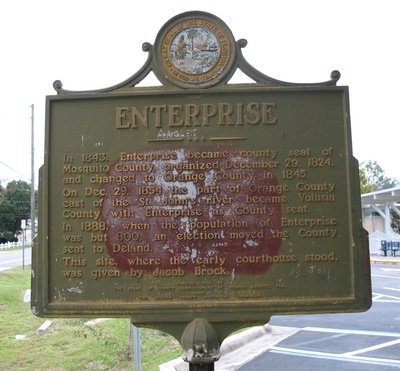 ENTERPRISE
In 1843, Enterprise became county seat of
Mosquito County, organized December 29, 1824,
and changed to Orange County in 1845.
On Dec. 29, 1854 the part of Orange County
east of the St. Johns river became Volusia
County with Enterprise as County seat.
In 1888, when the population of Enterprise
was but 800, an election moved the County
seat to Deland.
This site, where the early courthouse stood,
was given by Jacob Brock.